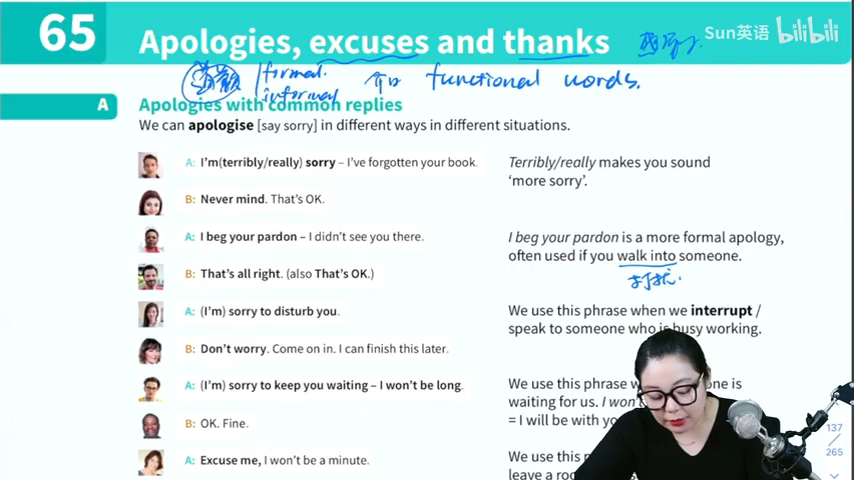 65
Apologies, excuses and thanks
Sun英语 bilibili
formal.
informal
functional words.
A
Apologies with common replies
We can apologise [say sorry] in different ways in different situations.
A: I'm(terribly/really) sorry – I've forgotten your book.
Terribly/really makes you sound
'more sorry'.
B: Never mind. That's OK.
A: I beg your pardon – I didn't see you there.
I beg your pardon is a more formal apology,
often used if you walk into someone.
B: That's all right. (also That's OK.)
打扰.
A: (I'm) sorry to disturb you.
We use this phrase when we interrupt /
speak to someone who is busy working.
B: Don't worry. Come on in. I can finish this later.
A: (I'm) sorry to keep you waiting – I won't be long.
We use this phrase one is
waiting for us. I won
= I will be with
B: OK. Fine.
A: Excuse me, I won't be a minute.
We use this
leave a
137
/
265